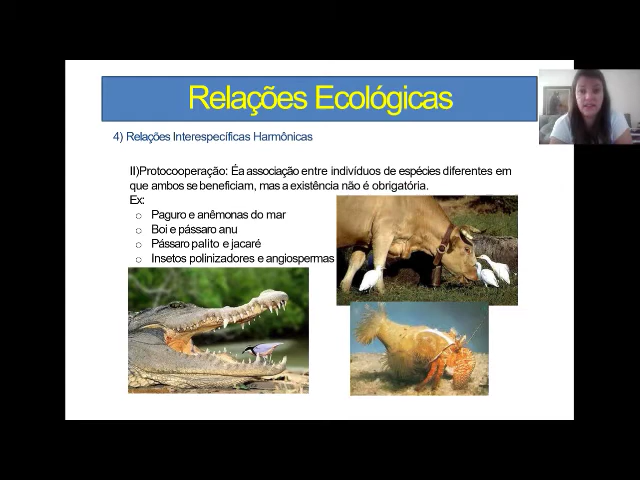 Relações Ecológicas
4) Relações Interespecíficas Harmônicas
II)Protocooperação: Éa associação entre indivíduos de espécies diferentes em
que ambos se beneficiam, mas a existência não é obrigatória.
Ex:
○ Paguro e anêmonas do mar
○ Boi e pássaro anu
○ Pássaro palito e jacaré
○ Insetos polinizadores e angiospermas